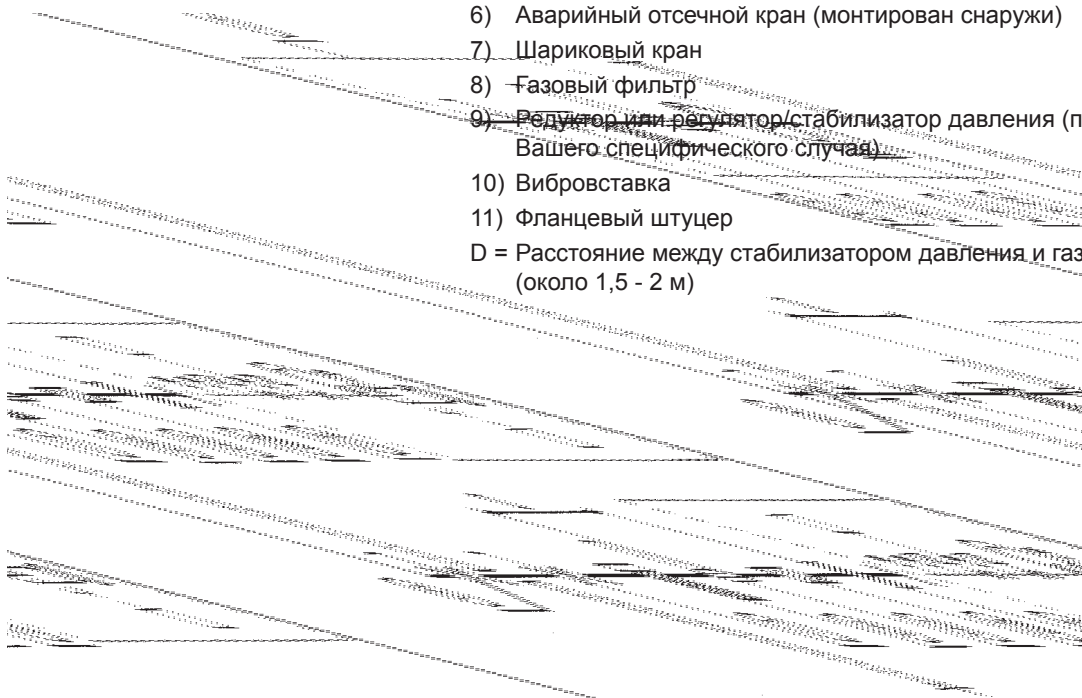 6) Аварийный отсечной кран (монтирован снаружи)
7) Шариковый кран
8) Газовый фильтр
9) Редуктор или регулятор/стабилизатор давления (п
Вашего специфического случая)
10) Вибровставка
11) Фланцевый штуцер
D = Расстояние между стабилизатором давления и газ
(около 1,5 - 2 м)